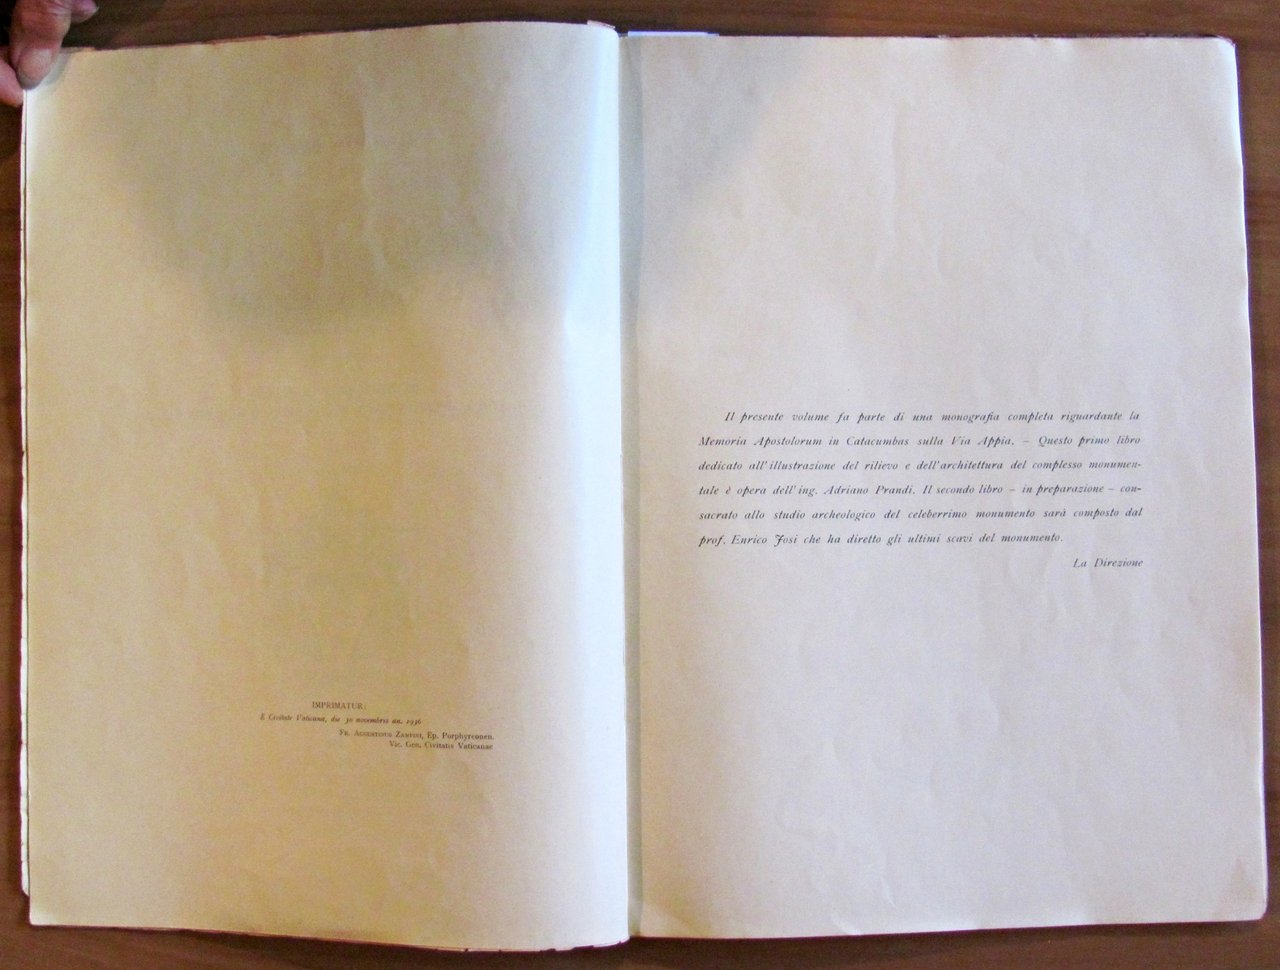 IMPRIMATUR:
E Civitate Vaticana, die 30 novembris an. 1936
Fr. Augustinus Zampini, Ep. Porphyreonen.
Vic. Gen. Civitatis Vaticanae
Il presente volume fa parte di una monografia completa riguardante la
Memoria Apostolorum in Catacumbas sulla Via Appia. – Questo primo libro
dedicato all'illustrazione del rilievo e dell'architettura del complesso monumen-
tale è opera dell'ing. Adriano Prandi. Il secondo libro – in preparazione – con-
sacrato allo studio archeologico del celeberrimo monumento sarà composto dal
prof. Enrico Josi che ha diretto gli ultimi scavi del monumento.
La Direzione